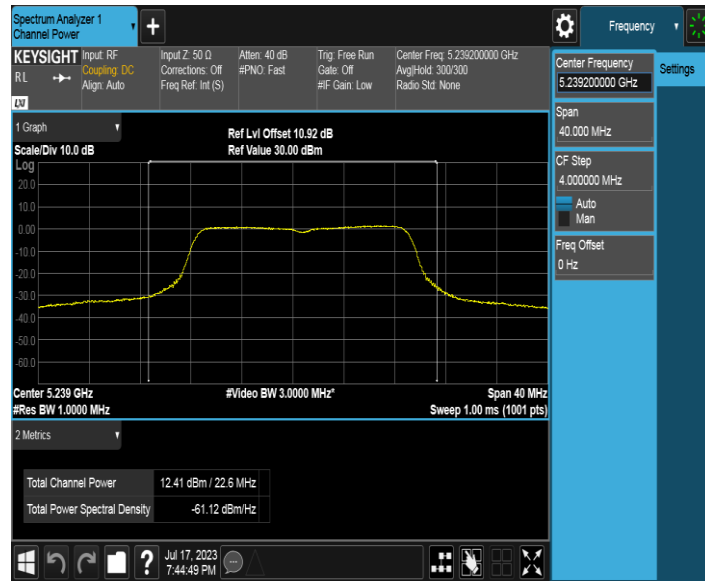 Spectrum Analyzer 1
Channel Power
Frequency
KEYSIGHT
RL
LXI
Input: RF
Coupling: DC
Align: Auto
Input Z: 50 Ω
Corrections: Off
Freq Ref: Int (S)
Atten: 40 dB
#PNO: Fast
Trig: Free Run
Gate: Off
#IF Gain: Low
Center Freq: 5.239200000 GHz
Avg|Hold: 300/300
Radio Std: None
Center Frequency
5.239200000 GHz
Settings
Span
40.000 MHz
CF Step
4.000000 MHz
Auto
Man
Freq Offset
0 Hz
1 Graph
Scale/Div 10.0 dB
Ref Lvl Offset 10.92 dB
Ref Value 30.00 dBm
Log
20.0
10.0
0.00
-10.0
-20.0
-30.0
-40.0
-50.0
-60.0
Center 5.239 GHz
#Video BW 3.0000 MHz*
Span 40 MHz
#Res BW 1.0000 MHz
Sweep 1.00 ms (1001 pts)
2 Metrics
Total Channel Power 12.41 dBm / 22.6 MHz
Total Power Spectral Density -61.12 dBm/Hz
?
Jul 17, 2023
7:44:49 PM